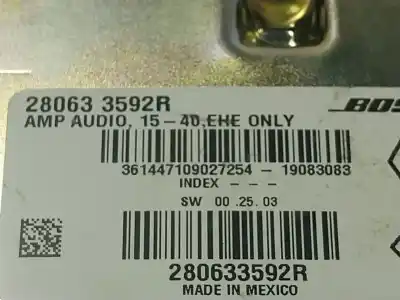 28063 3592R
AMP AUDIO, 15-40,EHE ONLY
361447109027254 - 19083083
INDEX - - -
SW 00.25.03
280633592R
MADE IN MEXICO